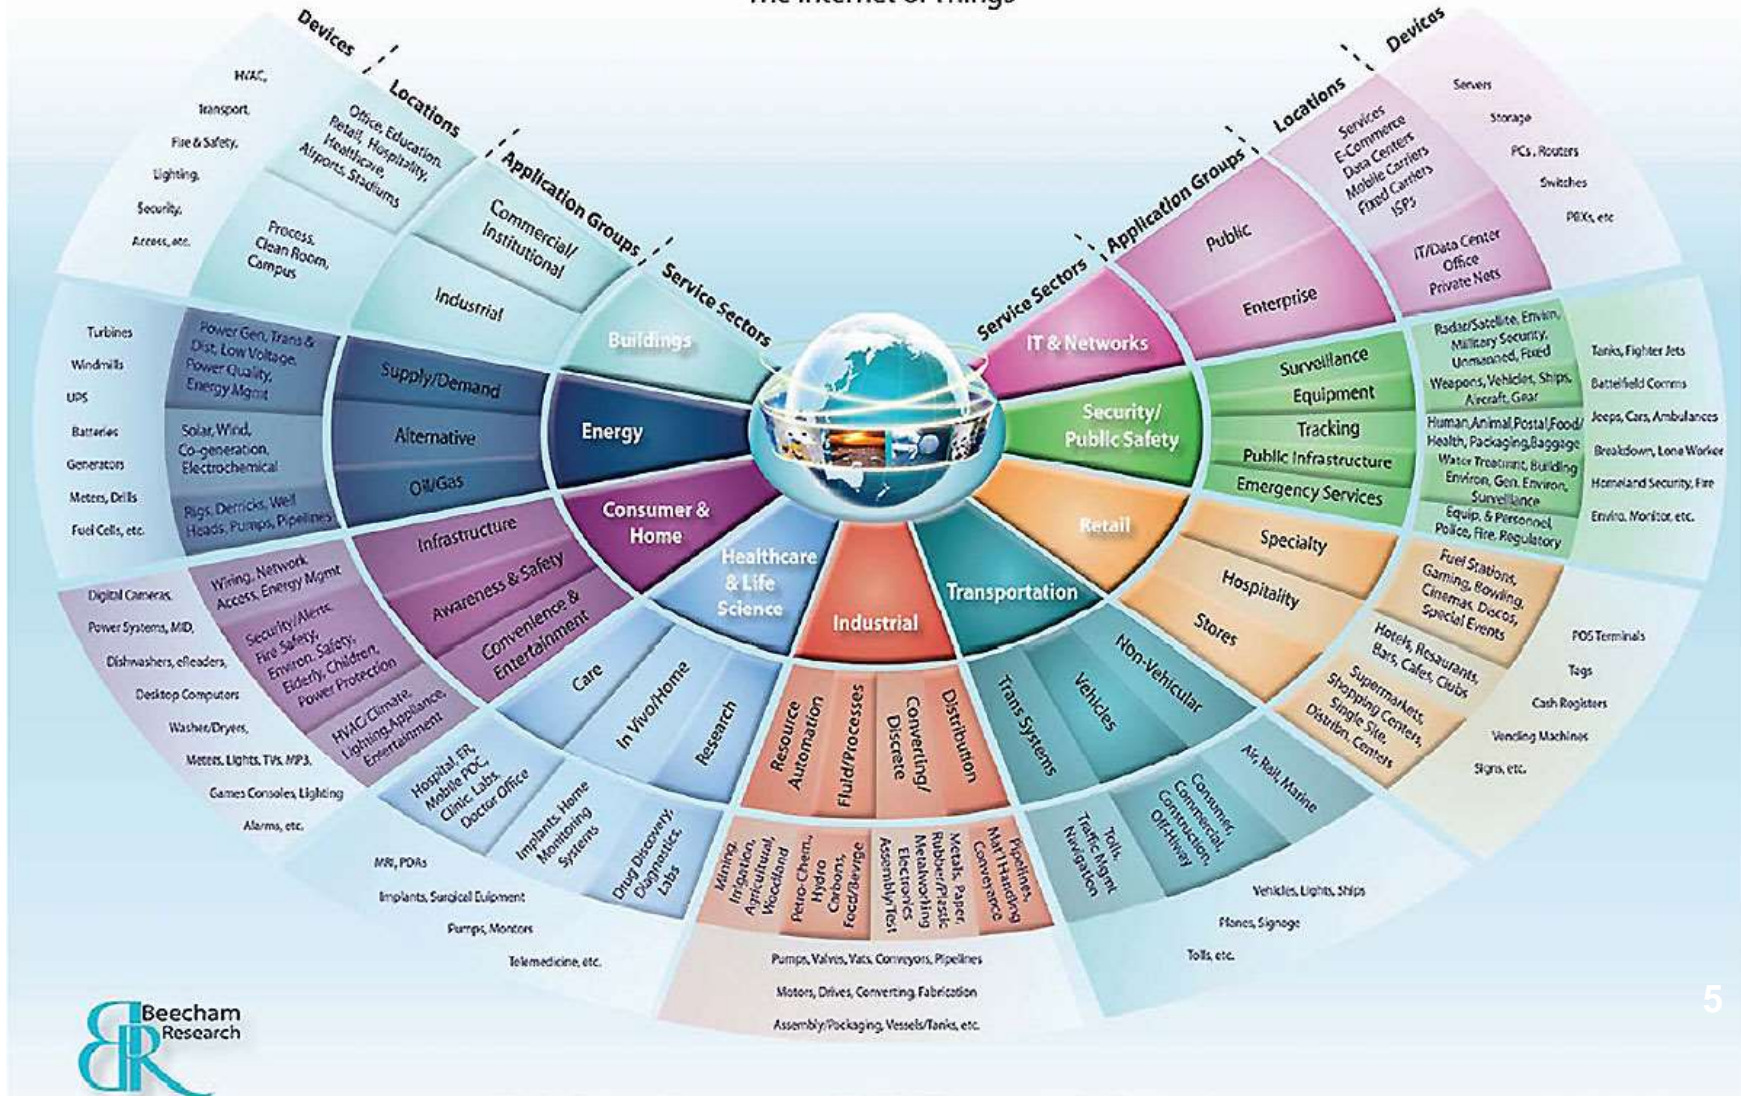 The Internet of Things
Devices
Locations
Application Groups
Service Sectors
Service Sectors
Application Groups
Locations
Devices
HVAC,
Transport,
Fire & Safety,
Lighting,
Security,
Access, etc.
Office, Education,
Retail, Hospitality,
Healthcare,
Airports, Stadiums
Process,
Clean Room,
Campus
Commercial/
Institutional
Industrial
Buildings
Turbines
Windmills
UPS
Batteries
Generators
Meters, Drills
Fuel Cells, etc.
Power Gen, Trans &
Dist, Low Voltage,
Power Quality,
Energy Mgmt
Solar, Wind,
Co-generation,
Electrochemical
Rigs, Derricks, Well
Heads, Pumps, Pipelines
Supply/Demand
Alternative
Oil/Gas
Energy
Digital Cameras,
Power Systems, MID,
Dishwashers, eReaders,
Desktop Computers
Washer/Dryers,
Meters, Lights, TVs, MP3,
Games Consoles, Lighting
Alarms, etc.
Wiring, Network
Access, Energy Mgmt
Security/Alerts,
Fire Safety,
Environ. Safety,
Elderly, Children,
Power Protection
HVAC/Climate,
Lighting, Appliance,
Entertainment
Infrastructure
Awareness & Safety
Convenience &
Entertainment
Consumer &
Home
Healthcare
& Life
Science
Care
In Vivo/Home
Research
Hospital, ER,
Mobile POC,
Clinic, Labs,
Doctor Office
Implants, Home
Monitoring
Systems
Drug Discovery,
Diagnostics,
Labs
MRI, PDAs
Implants, Surgical Euipment
Pumps, Monitors
Telemedicine, etc.
Industrial
Resource
Automation
Fluid/Processes
Converting/
Discrete
Distribution
Mining,
Irrigation,
Agricultural,
Woodland
Petro-Chem.,
Hydro
Carbons,
Food/Bevrge
Metals, Paper,
Rubber/Plastic
Metalworking
Electronics
Assembly/Test
Pipelines,
Mat'l Handling
Conveyance
Pumps, Valves, Vats, Conveyors, Pipelines
Motors, Drives, Converting, Fabrication
Assembly/Packaging, Vessels/Tanks, etc.
Transportation
Trans Systems
Vehicles
Non-Vehicular
Tolls,
Traffic Mgmt
Navigation
Consumer,
Commercial,
Construction,
Off-Hiway
Air, Rail, Marine
Vehicles, Lights, Ships
Planes, Signage
Tolls, etc.
Retail
Specialty
Hospitality
Stores
Fuel Stations,
Gaming, Bowling,
Cinemas, Discos,
Special Events
Hotels, Resaurants,
Bars, Cafes, Clubs
Supermarkets,
Shopping Centers,
Single Site,
Distribn. Centers
POS Terminals
Tags
Cash Registers
Vending Machines
Signs, etc.
Security/
Public Safety
Surveillance
Equipment
Tracking
Public Infrastructure
Emergency Services
Radar/Satellite, Environ,
Military Security,
Unmanned, Fixed
Weapons, Vehicles, Ships,
Aircraft, Gear
Human, Animal, Postal, Food/
Health, Packaging, Baggage
Water Treatmnt, Building
Environ, Gen. Environ,
Surveillance
Equip. & Personnel,
Police, Fire, Regulatory
Tanks, Fighter Jets
Battelfield Comms
Jeeps, Cars, Ambulances
Breakdown, Lone Worker
Homeland Security, Fire
Enviro, Monitor, etc.
IT & Networks
Public
Enterprise
Services
E-Commerce
Data Centers
Mobile Carriers
Fixed Carriers
ISPs
IT/Data Center
Office
Private Nets
Servers
Storage
PCs, Routers
Switches
PBXs, etc
Beecham
Research
BR
5